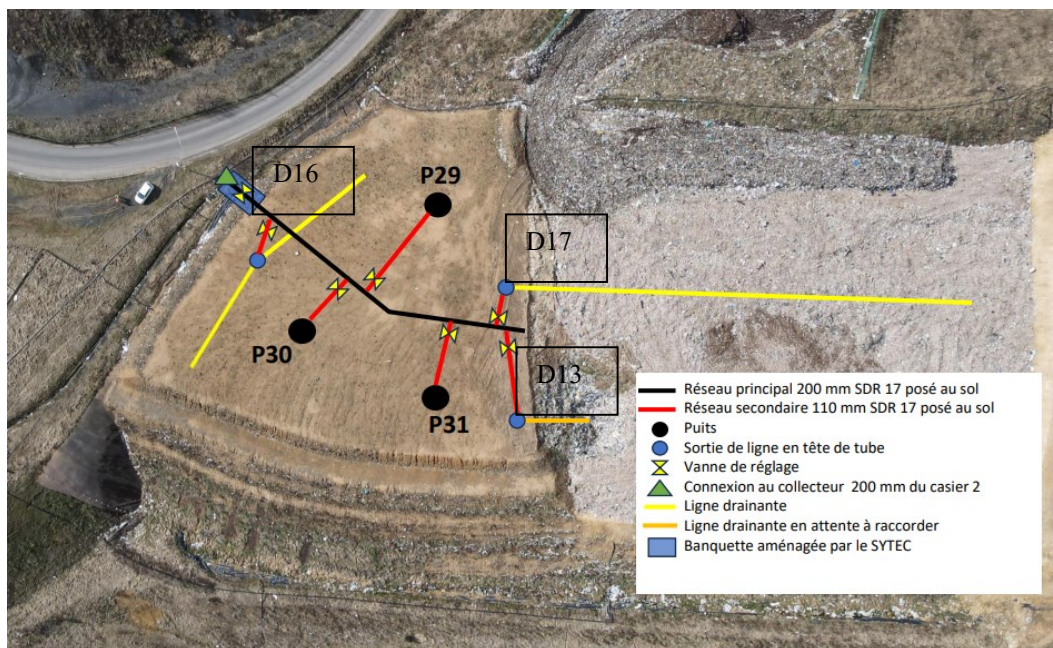 D16
P29
D17
P30
D13
P31
Réseau principal 200 mm SDR 17 posé au sol
Réseau secondaire 110 mm SDR 17 posé au sol
Puits
Sortie de ligne en tête de tube
Vanne de réglage
Connexion au collecteur 200 mm du casier 2
Ligne drainante
Ligne drainante en attente à raccorder
Banquette aménagée par le SYTEC